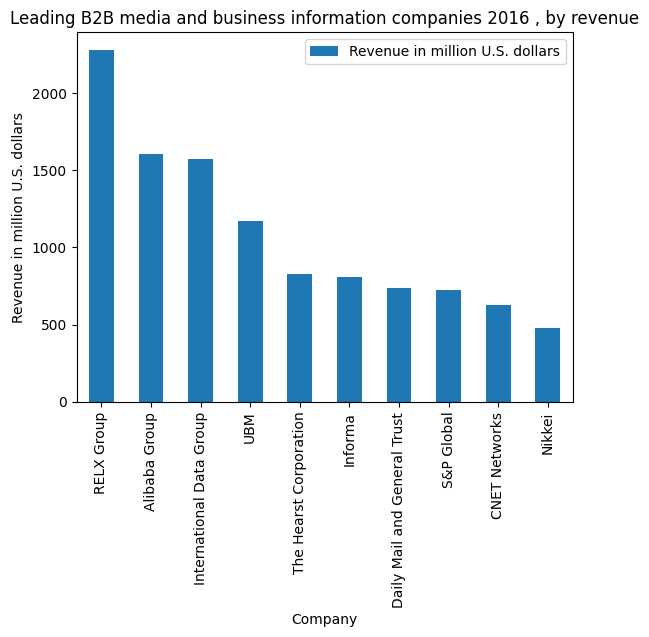 Leading B2B media and business information companies 2016 , by revenue
Revenue in million U.S. dollars
Revenue in million U.S. dollars
2000
1500
1000
500
0
RELX Group
Alibaba Group
International Data Group
UBM
The Hearst Corporation
Informa
Daily Mail and General Trust
S&P Global
CNET Networks
Nikkei
Company